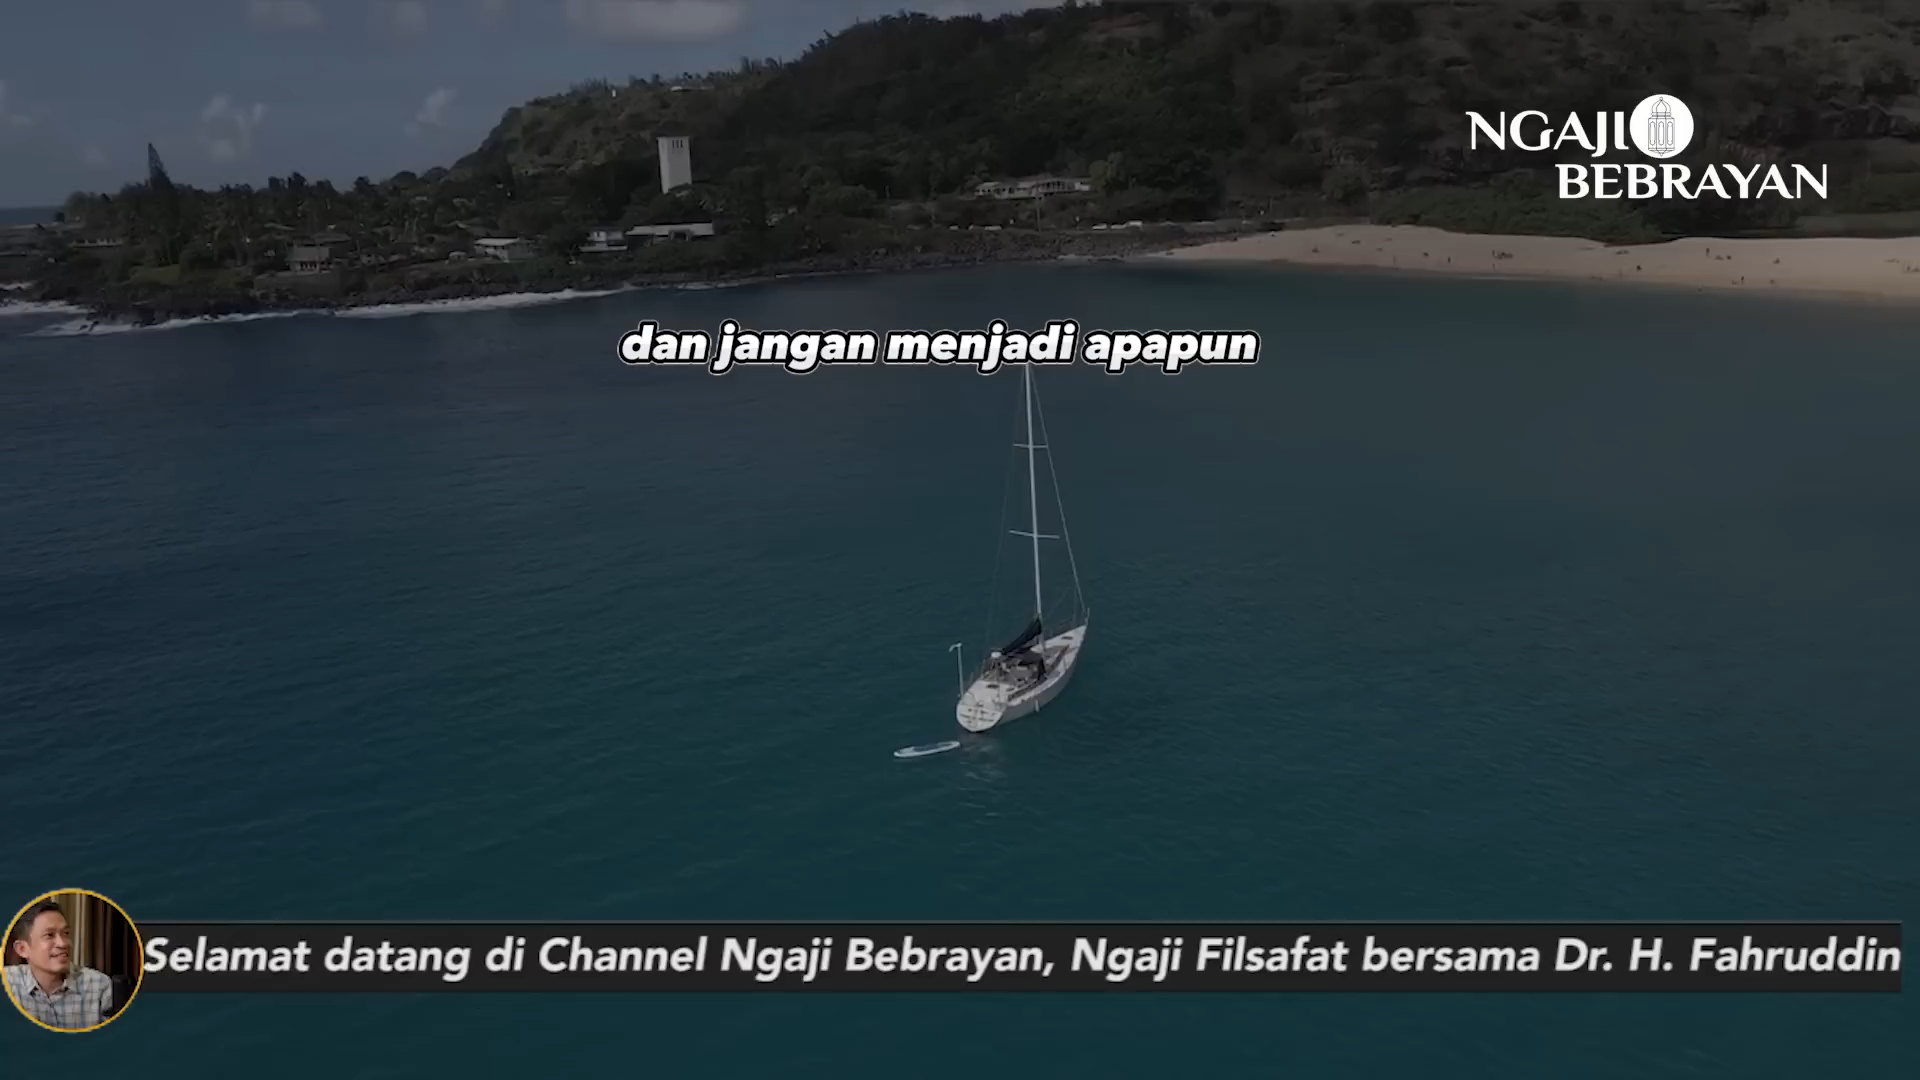 NGAJI
BEBRAYAN
dan jangan menjadi apapun
Selamat datang di Channel Ngaji Bebrayan, Ngaji Filsafat bersama Dr. H. Fahruddin